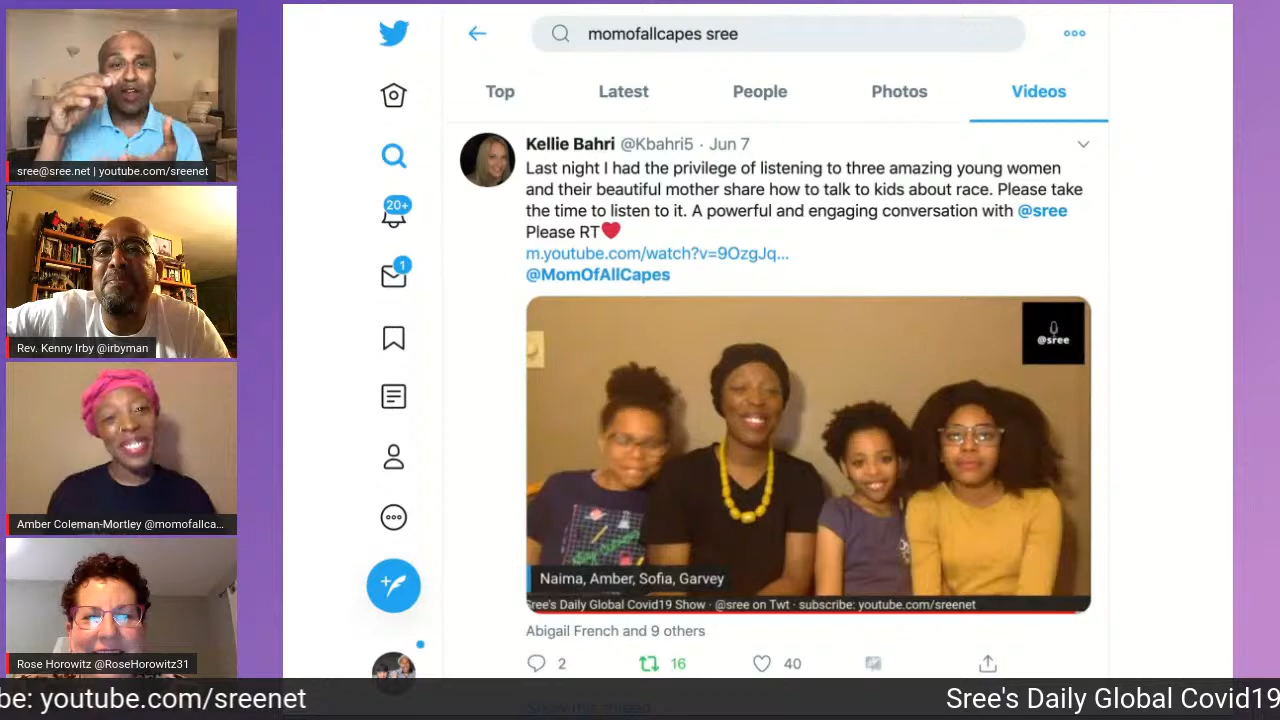 sree@sree.net | youtube.com/sreenet
Rev. Kenny Irby @irbyman
Amber Coleman-Mortley @momofallca...
Rose Horowitz @RoseHorowitz31
momofallcapes sree
Top Latest People Photos Videos
20+
1
Kellie Bahri @Kbahri5 · Jun 7
Last night I had the privilege of listening to three amazing young women
and their beautiful mother share how to talk to kids about race. Please take
the time to listen to it. A powerful and engaging conversation with @sree
Please RT❤️
m.youtube.com/watch?v=9OzgJq...
@MomOfAllCapes
@sree
Naima, Amber, Sofia, Garvey
Sree's Daily Global Covid19 Show · @sree on Twt · subscribe: youtube.com/sreenet
Abigail French and 9 others
2 16 40
Show this thread
be: youtube.com/sreenet Sree's Daily Global Covid19